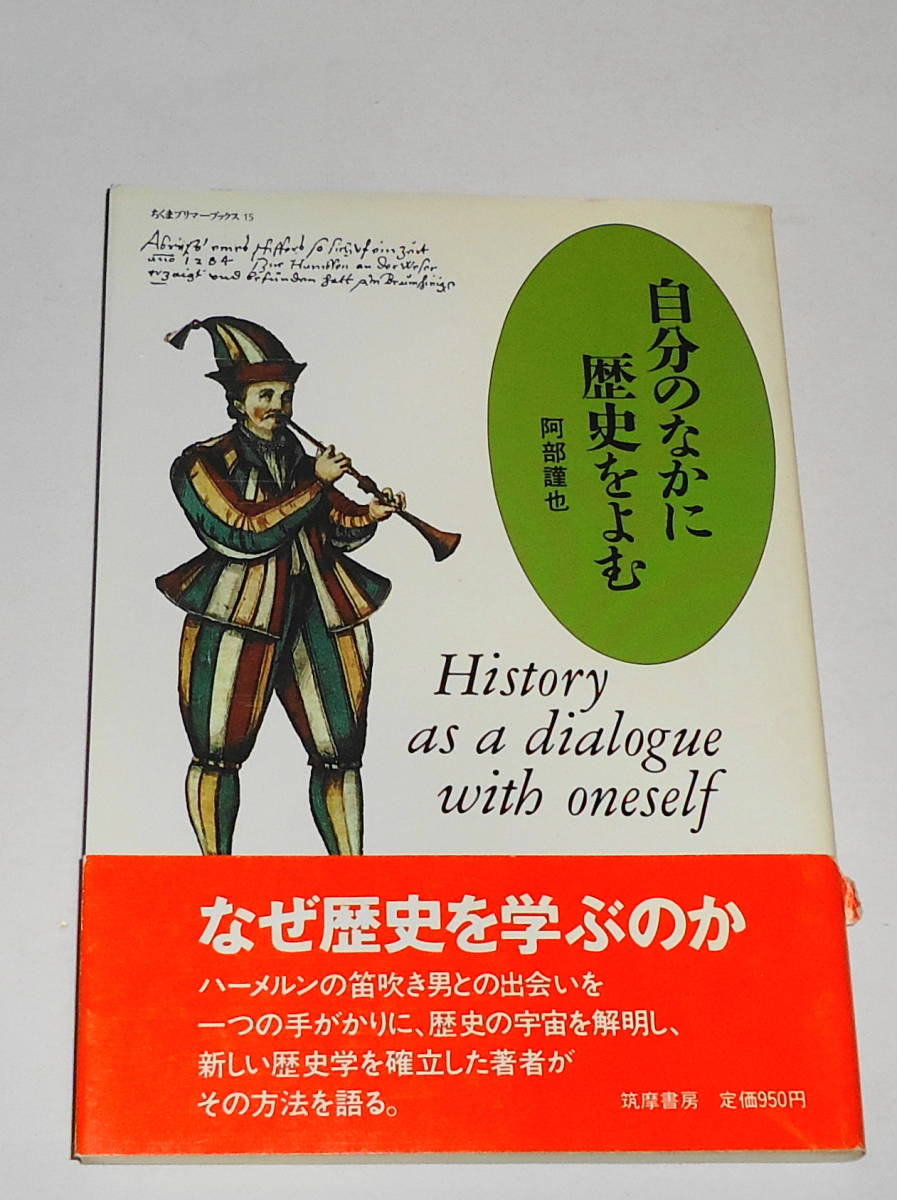 ちくまプリマーブックス 15
anno 1284
自分のなかに
歴史をよむ
阿部謹也
History
as a dialogue
with oneself
なぜ歴史を学ぶのか
ハーメルンの笛吹き男との出会いを
一つの手がかりに、歴史の宇宙を解明し、
新しい歴史学を確立した著者が
その方法を語る。
筑摩書房 定価950円